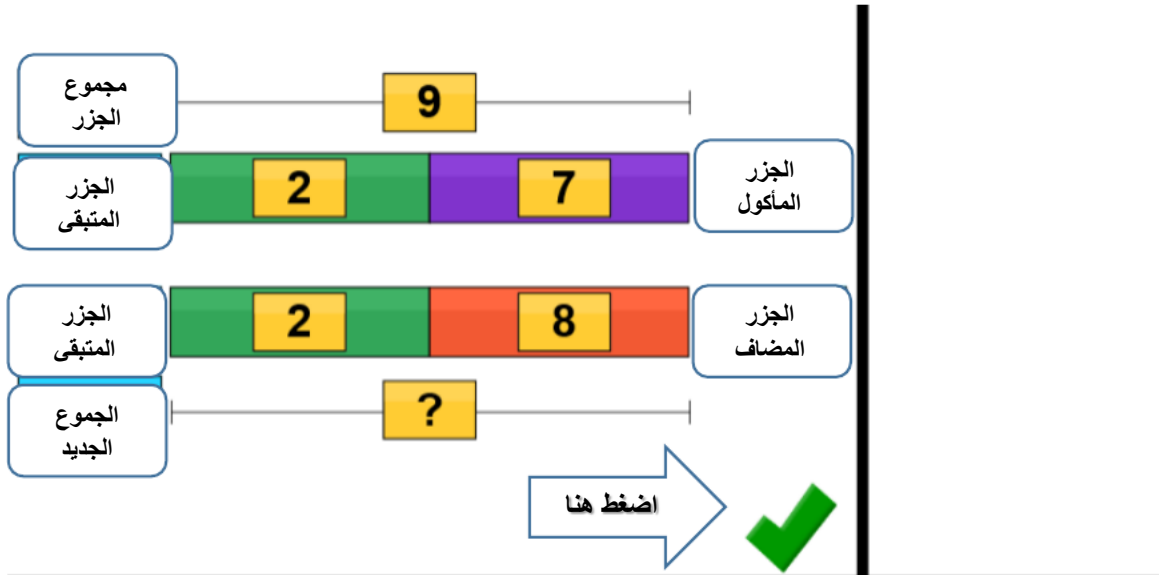 مجموع
الجزر
9
الجزر
المتبقى
2
7
الجزر
المأكول
الجزر
المتبقى
2
8
الجزر
المضاف
الجموع
الجديد
?
اضغط هنا